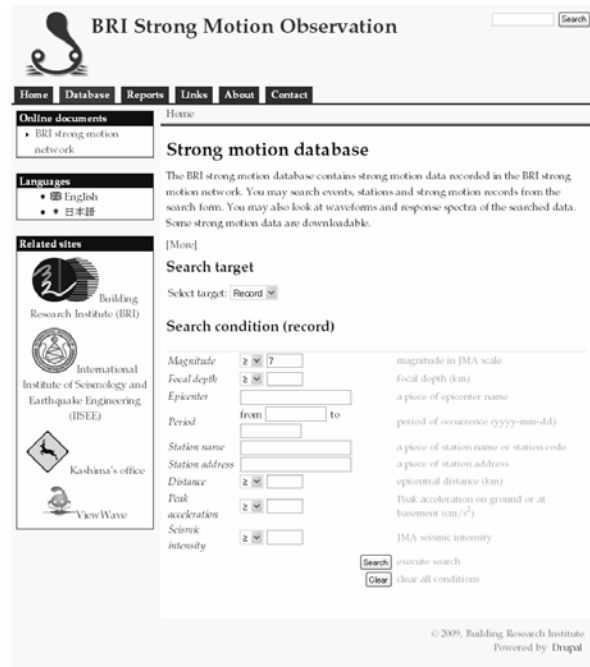 BRI Strong Motion Observation
Search
Home Database Reports Links About Contact
Online documents
BRI strong motion
network
Languages
English
日本語
Related sites
Building
Research Institute (BRI)
International
Institute of Seismology and
Earthquake Engineering
(IISEE)
Kashima's office
ViewWave
Home
Strong motion database
The BRI strong motion database contains strong motion data recorded in the BRI strong
motion network. You may search events, stations and strong motion records from the
search form. You may also look at waveforms and response spectra of the searched data.
Some strong motion data are downloadable.
[More]
Search target
Select target: Record
Search condition (record)
Magnitude ≥ 7 magnitude in JMA scale
Focal depth ≥ focal depth (km)
Epicenter a piece of epicenter name
Period from to period of occurrence (yyyy-mm-dd)
Station name a piece of station name or station code
Station address a piece of station address
Distance ≥ epicentral distance (km)
Peak
acceleration ≥ Peak acceleration on ground or at
basement (cm/s²)
Seismic
intensity ≥ JMA seismic intensity
Search execute search
Clear clear all conditions
© 2009, Building Research Institute
Powered by Drupal